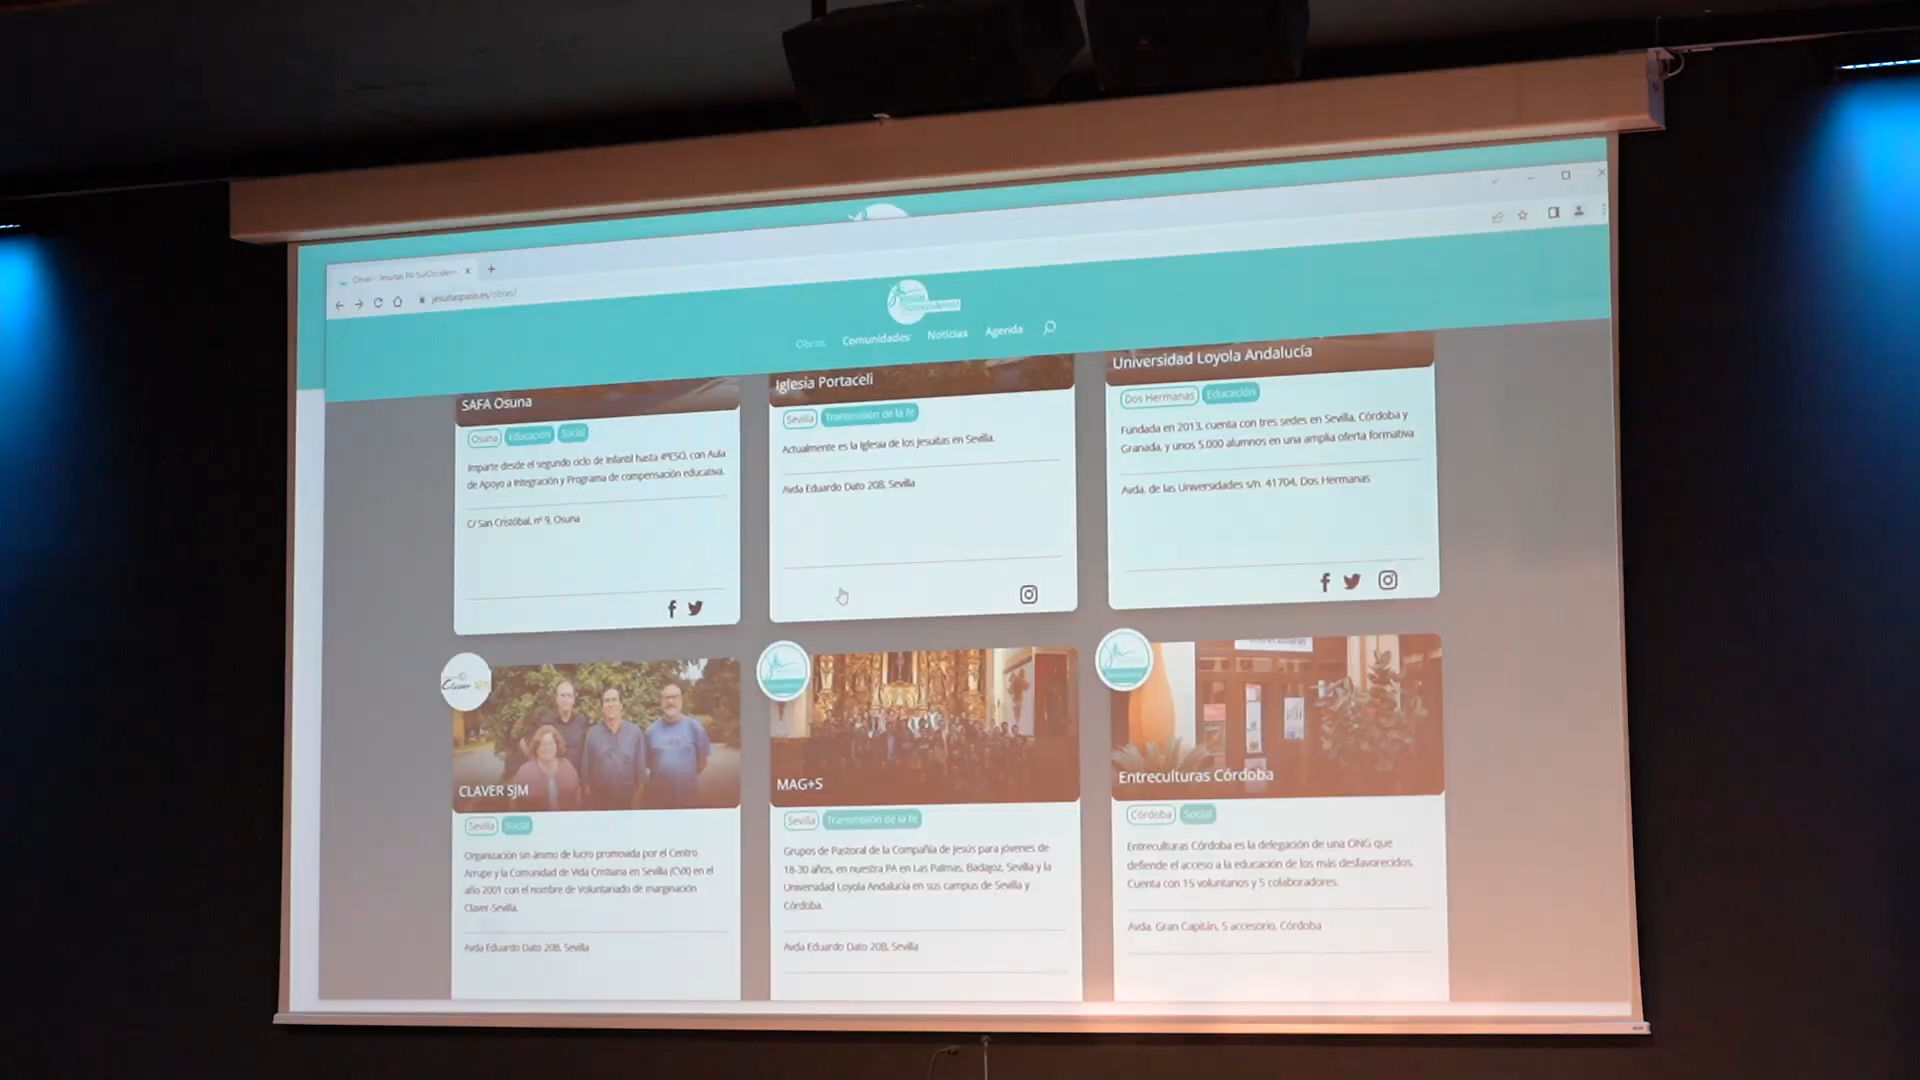 Obras
jesuitaspaso.es/obras/
Obras Comunidades Noticias Agenda
SAFA Osuna
Osuna Educación Social
Imparte desde el segundo ciclo de Infantil hasta 4ºESO, con Aula
de Apoyo a Integración y Programa de compensación educativa.
C/ San Cristóbal, nº 9, Osuna
Iglesia Portaceli
Sevilla Transmisión de la fe
Actualmente es la Iglesia de los Jesuitas en Sevilla.
Avda Eduardo Dato 20B, Sevilla
Universidad Loyola Andalucía
Dos Hermanas Educación
Fundada en 2013, cuenta con tres sedes en Sevilla, Córdoba y
Granada, y unos 5.000 alumnos en una amplia oferta formativa
Avda. de las Universidades s/n. 41704, Dos Hermanas
Claver
CLAVER SJM
Sevilla Social
Organización sin ánimo de lucro promovida por el Centro
Arrupe y la Comunidad de Vida Cristiana en Sevilla (CVX) en el
año 2001 con el nombre de Voluntariado de marginación
Claver-Sevilla.
Avda Eduardo Dato 20B, Sevilla
MAG+S
Sevilla Transmisión de la fe
Grupos de Pastoral de la Compañía de Jesús para jóvenes de
18-30 años, en nuestra PA en Las Palmas, Badajoz, Sevilla y la
Universidad Loyola Andalucía en sus campus de Sevilla y
Córdoba.
Avda Eduardo Dato 20B, Sevilla
Entreculturas Córdoba
Córdoba Social
Entreculturas Córdoba es la delegación de una ONG que
defiende el acceso a la educación de los más desfavorecidos.
Cuenta con 15 voluntarios y 5 colaboradores.
Avda. Gran Capitán, 5 accesorio, Córdoba